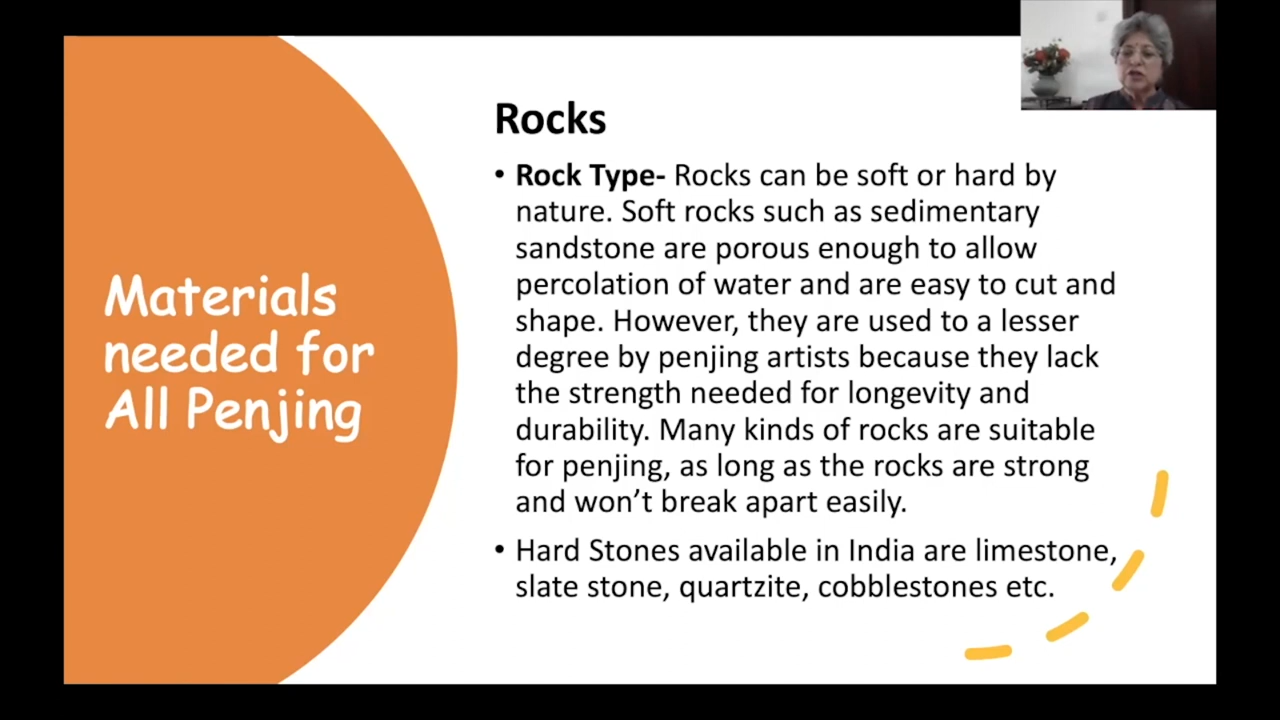 Materials
needed for
All Penjing
Rocks
• Rock Type- Rocks can be soft or hard by
nature. Soft rocks such as sedimentary
sandstone are porous enough to allow
percolation of water and are easy to cut and
shape. However, they are used to a lesser
degree by penjing artists because they lack
the strength needed for longevity and
durability. Many kinds of rocks are suitable
for penjing, as long as the rocks are strong
and won’t break apart easily.
• Hard Stones available in India are limestone,
slate stone, quartzite, cobblestones etc.